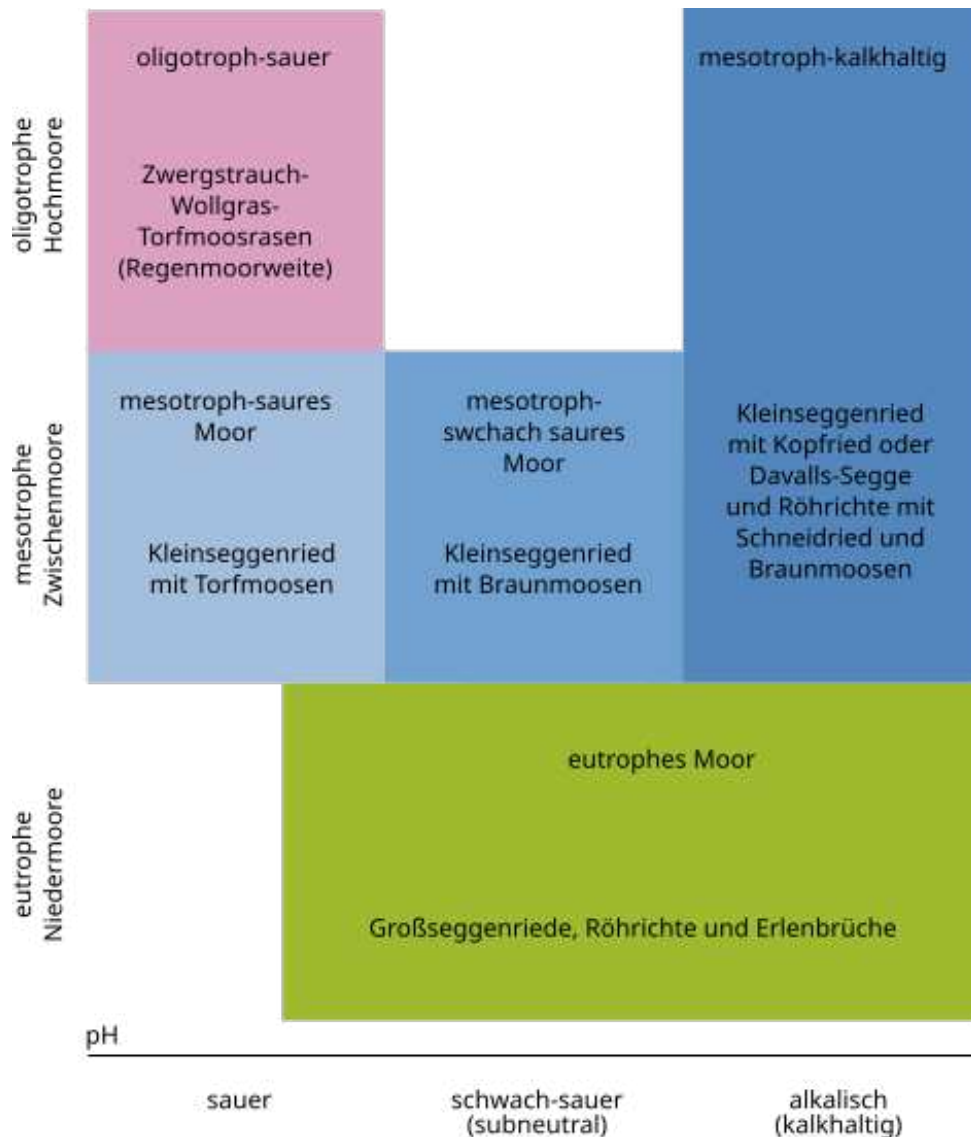 oligotroph-sauer
mesotroph-kalkhaltig
oligotrophe
Hochmoore
Zwergstrauch-
Wollgras-
Torfmoosrasen
(Regenmoorweite)
mesotrophe
Zwischenmoore
mesotroph-saures
Moor
Kleinseggenried
mit Torfmoosen
mesotroph-
swchach saures
Moor
Kleinseggenried
mit Braunmoosen
Kleinseggenried
mit Kopfried oder
Davalls-Segge
und Röhrichte mit
Schneidried und
Braunmoosen
eutrophe
Niedermoore
eutrophes Moor
Großseggenriede, Röhrichte und Erlenbrüche
pH
sauer
schwach-sauer
(subneutral)
alkalisch
(kalkhaltig)